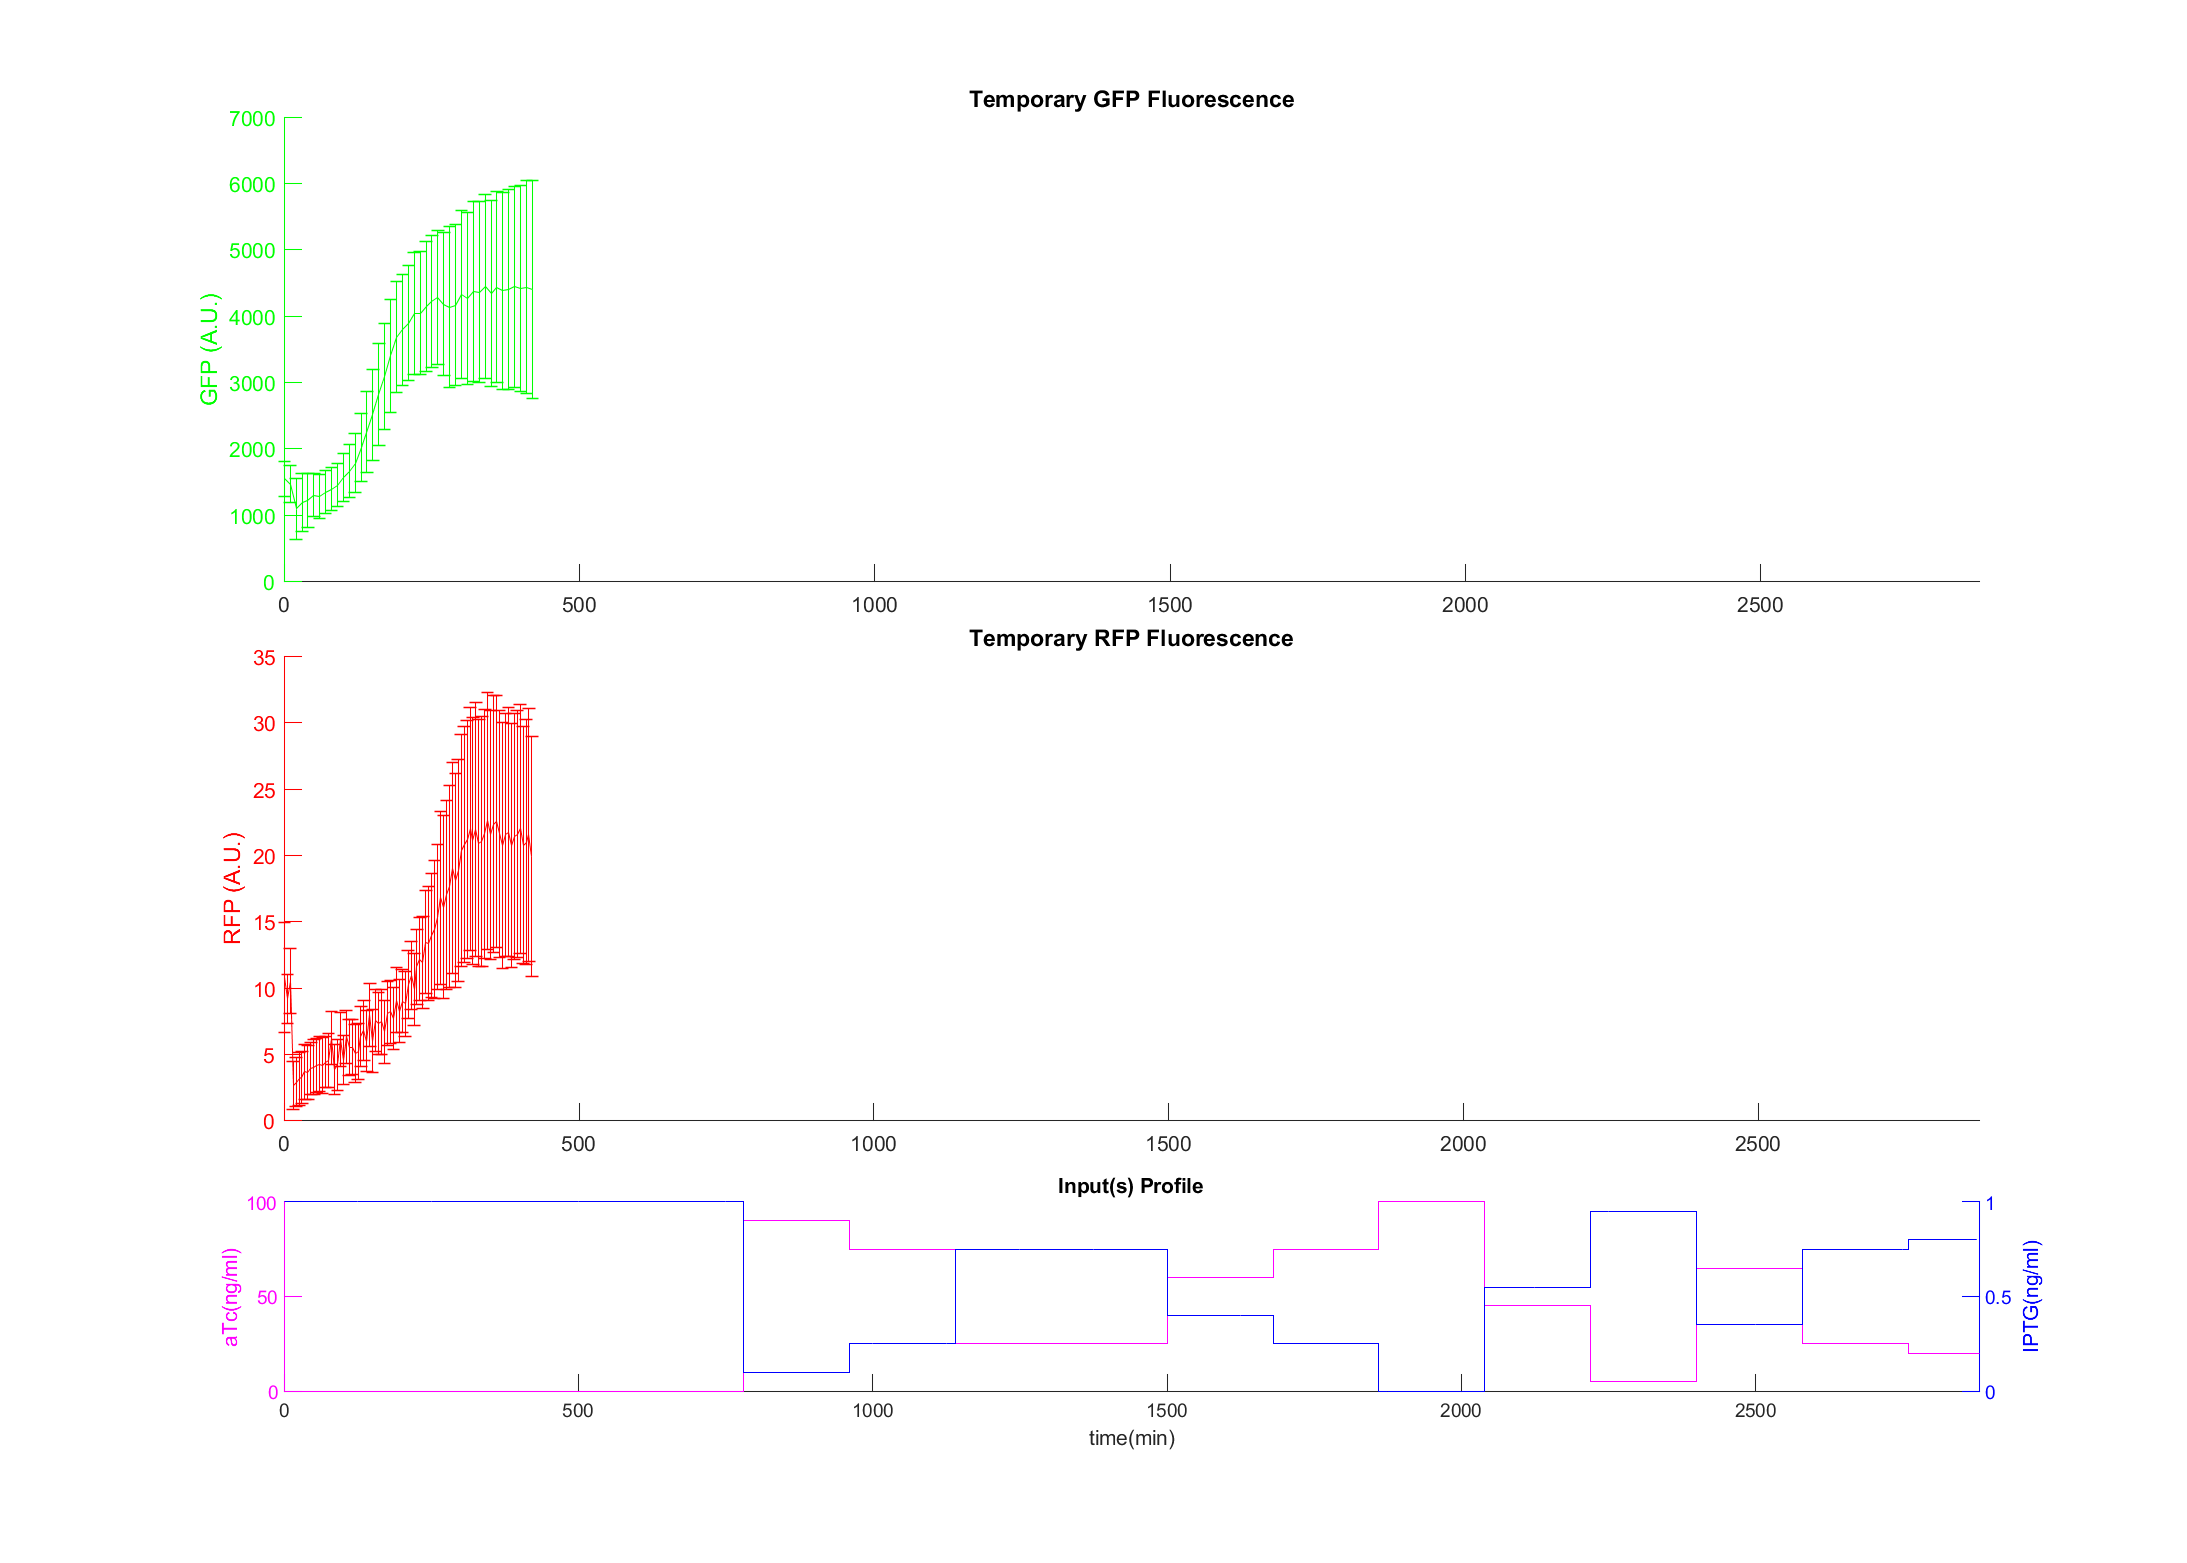 Temporary GFP Fluorescence
7000
6000
5000
4000
3000
2000
1000
0
GFP (A.U.)
0 500 1000 1500 2000 2500
Temporary RFP Fluorescence
35
30
25
20
15
10
5
0
RFP (A.U.)
0 500 1000 1500 2000 2500
Input(s) Profile
100
50
0
aTc(ng/ml)
1
0.5
0
IPTG(ng/ml)
0 500 1000 1500 2000 2500
time(min)